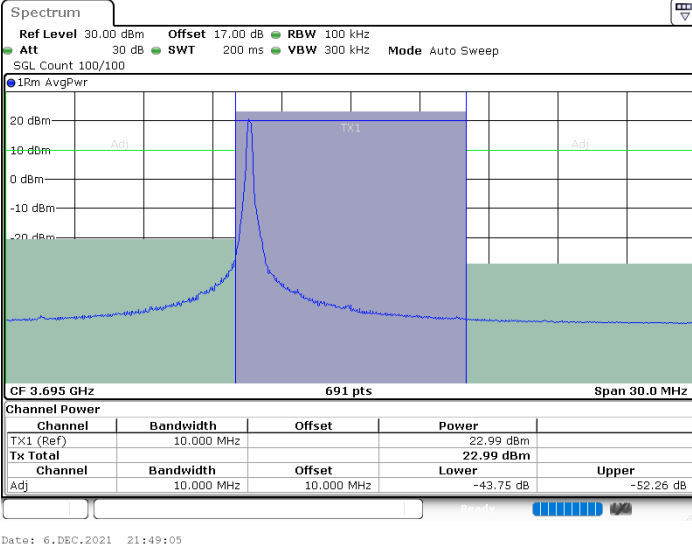 Spectrum
Ref Level 30.00 dBm Offset 17.00 dB RBW 100 kHz
Att 30 dB SWT 200 ms VBW 300 kHz Mode Auto Sweep
SGL Count 100/100
1Rm AvgPwr
20 dBm
TX1
Adj
Adj
10 dBm
0 dBm
-10 dBm
-20 dBm
CF 3.695 GHz 691 pts Span 30.0 MHz
Channel Power
Channel Bandwidth Offset Power
TX1 (Ref) 10.000 MHz 22.99 dBm
Tx Total 22.99 dBm
Channel Bandwidth Offset Lower Upper
Adj 10.000 MHz 10.000 MHz -43.75 dB -52.26 dB
Ready
Date: 6.DEC.2021 21:49:05